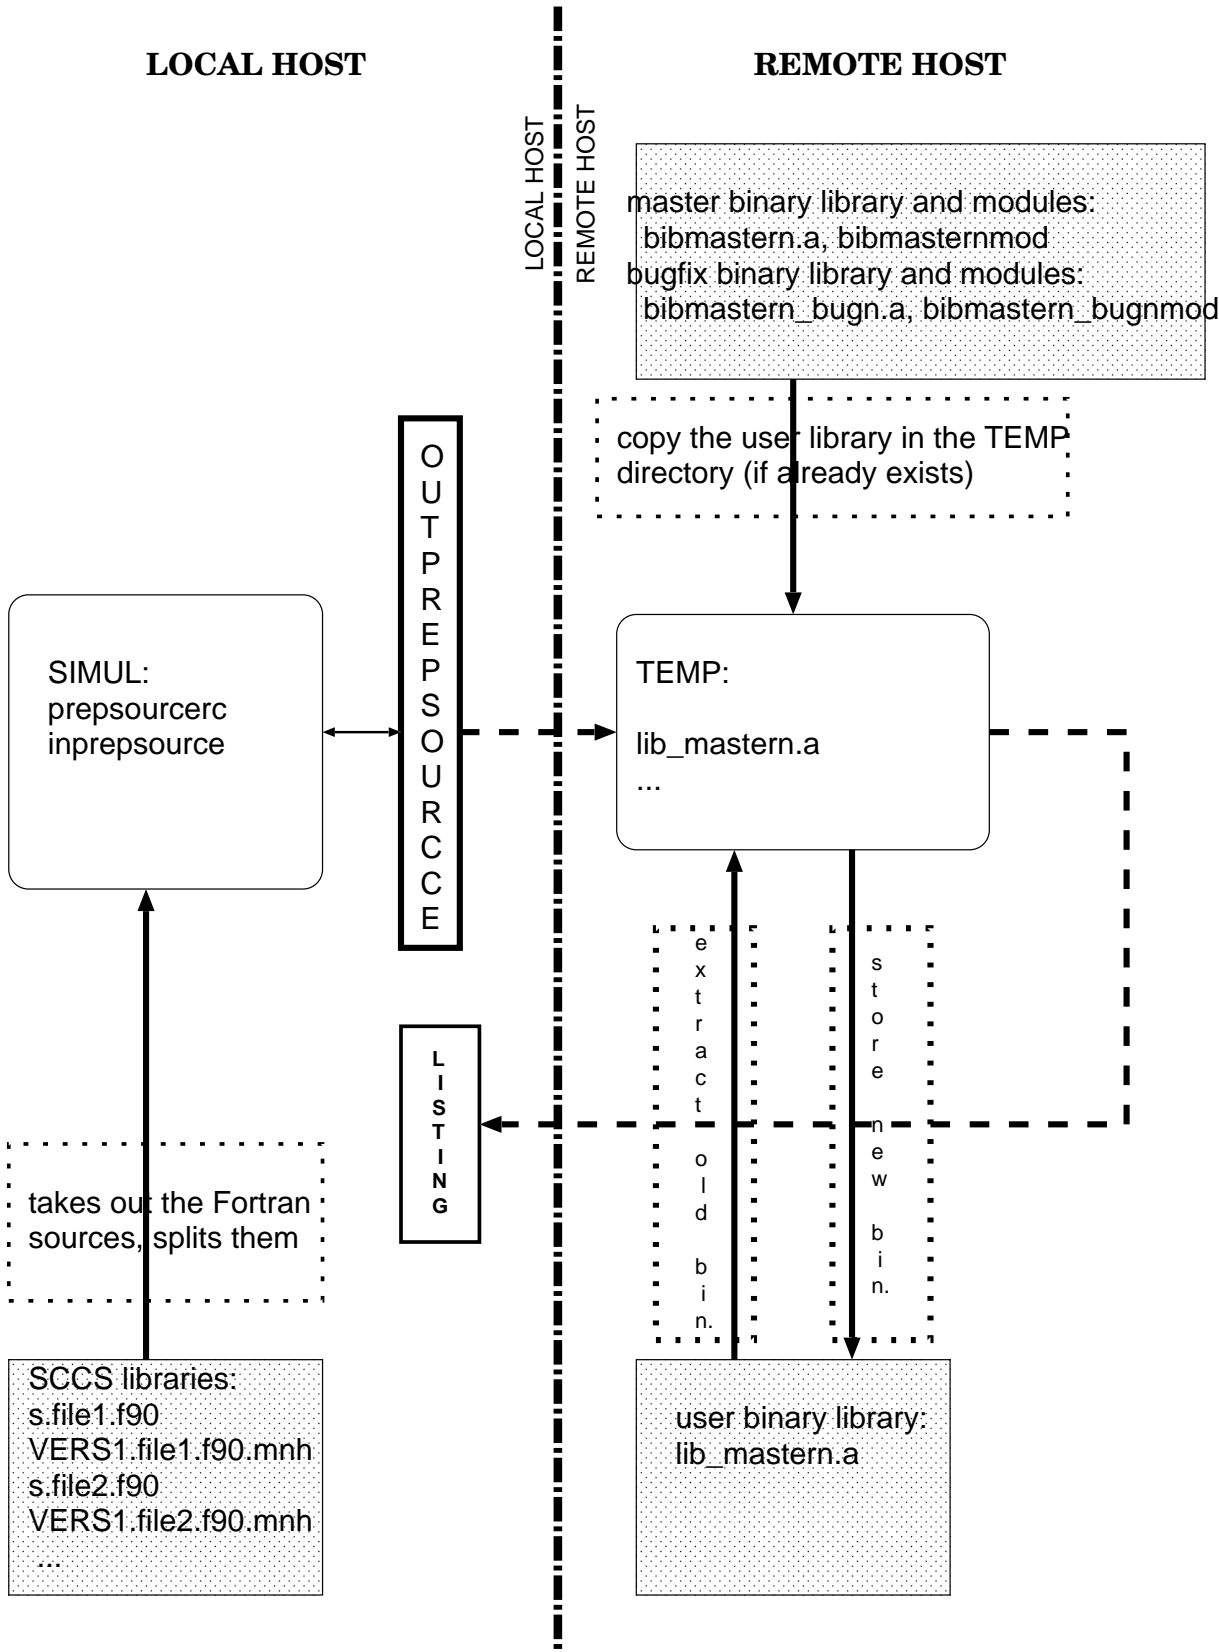 LOCAL HOST
REMOTE HOST
LOCAL HOST
REMOTE HOST
master binary library and modules:
bibmastern.a, bibmasternmod
bugfix binary library and modules:
bibmastern_bugn.a, bibmastern_bugnmod
copy the user library in the TEMP
directory (if already exists)
OUTPREPSOURCCE
SIMUL:
prepsourcerc
inprepsource
TEMP:
lib_mastern.a
...
extract old bin.
store new bin.
LISTING
takes out the Fortran
sources, splits them
SCCS libraries:
s.file1.f90
VERS1.file1.f90.mnh
s.file2.f90
VERS1.file2.f90.mnh
...
user binary library:
lib_mastern.a